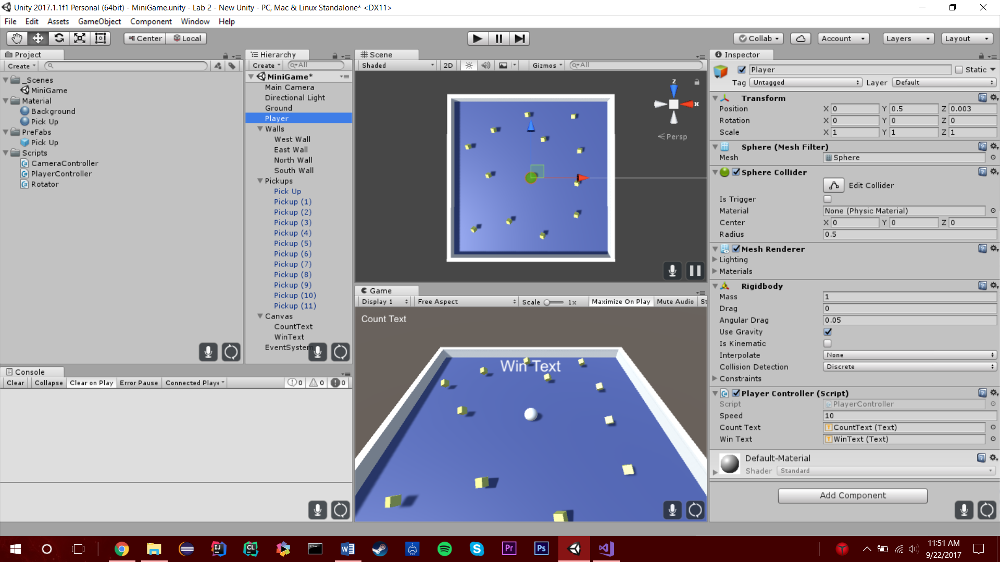 Unity 2017.1.1f1 Personal (64bit) - MiniGame.unity - Lab 2 - New Unity - PC, Mac & Linux Standalone* <DX11>
File Edit Assets GameObject Component Window Help
Center Local Collab Account Layers Layout
Project
Create
_Scenes
MiniGame
Material
Background
Pick Up
PreFabs
Pick Up
Scripts
CameraController
PlayerController
Rotator
Hierarchy
Create All
MiniGame*
Main Camera
Directional Light
Ground
Player
Walls
West Wall
East Wall
North Wall
South Wall
Pickups
Pick Up
Pickup (1)
Pickup (2)
Pickup (3)
Pickup (4)
Pickup (5)
Pickup (6)
Pickup (7)
Pickup (8)
Pickup (9)
Pickup (10)
Pickup (11)
Canvas
CountText
WinText
EventSystem
Scene
Shaded 2D Gizmos All
z
x
Persp
Game
Display 1 Free Aspect Scale 1x Maximize On Play Mute Audio St
Count Text
Win Text
Console
Clear Collapse Clear on Play Error Pause Connected Playe 0 0 0
Inspector
Player Static
Tag Untagged Layer Default
Transform
Position X 0 Y 0.5 Z 0.003
Rotation X 0 Y 0 Z 0
Scale X 1 Y 1 Z 1
Sphere (Mesh Filter)
Mesh Sphere
Sphere Collider
Edit Collider
Is Trigger
Material None (Physic Material)
Center X 0 Y 0 Z 0
Radius 0.5
Mesh Renderer
Lighting
Materials
Rigidbody
Mass 1
Drag 0
Angular Drag 0.05
Use Gravity
Is Kinematic
Interpolate None
Collision Detection Discrete
Constraints
Player Controller (Script)
Script PlayerController
Speed 10
Count Text CountText (Text)
Win Text WinText (Text)
Default-Material
Shader Standard
Add Component
IJ CL W Pr Ps
11:51 AM
9/22/2017